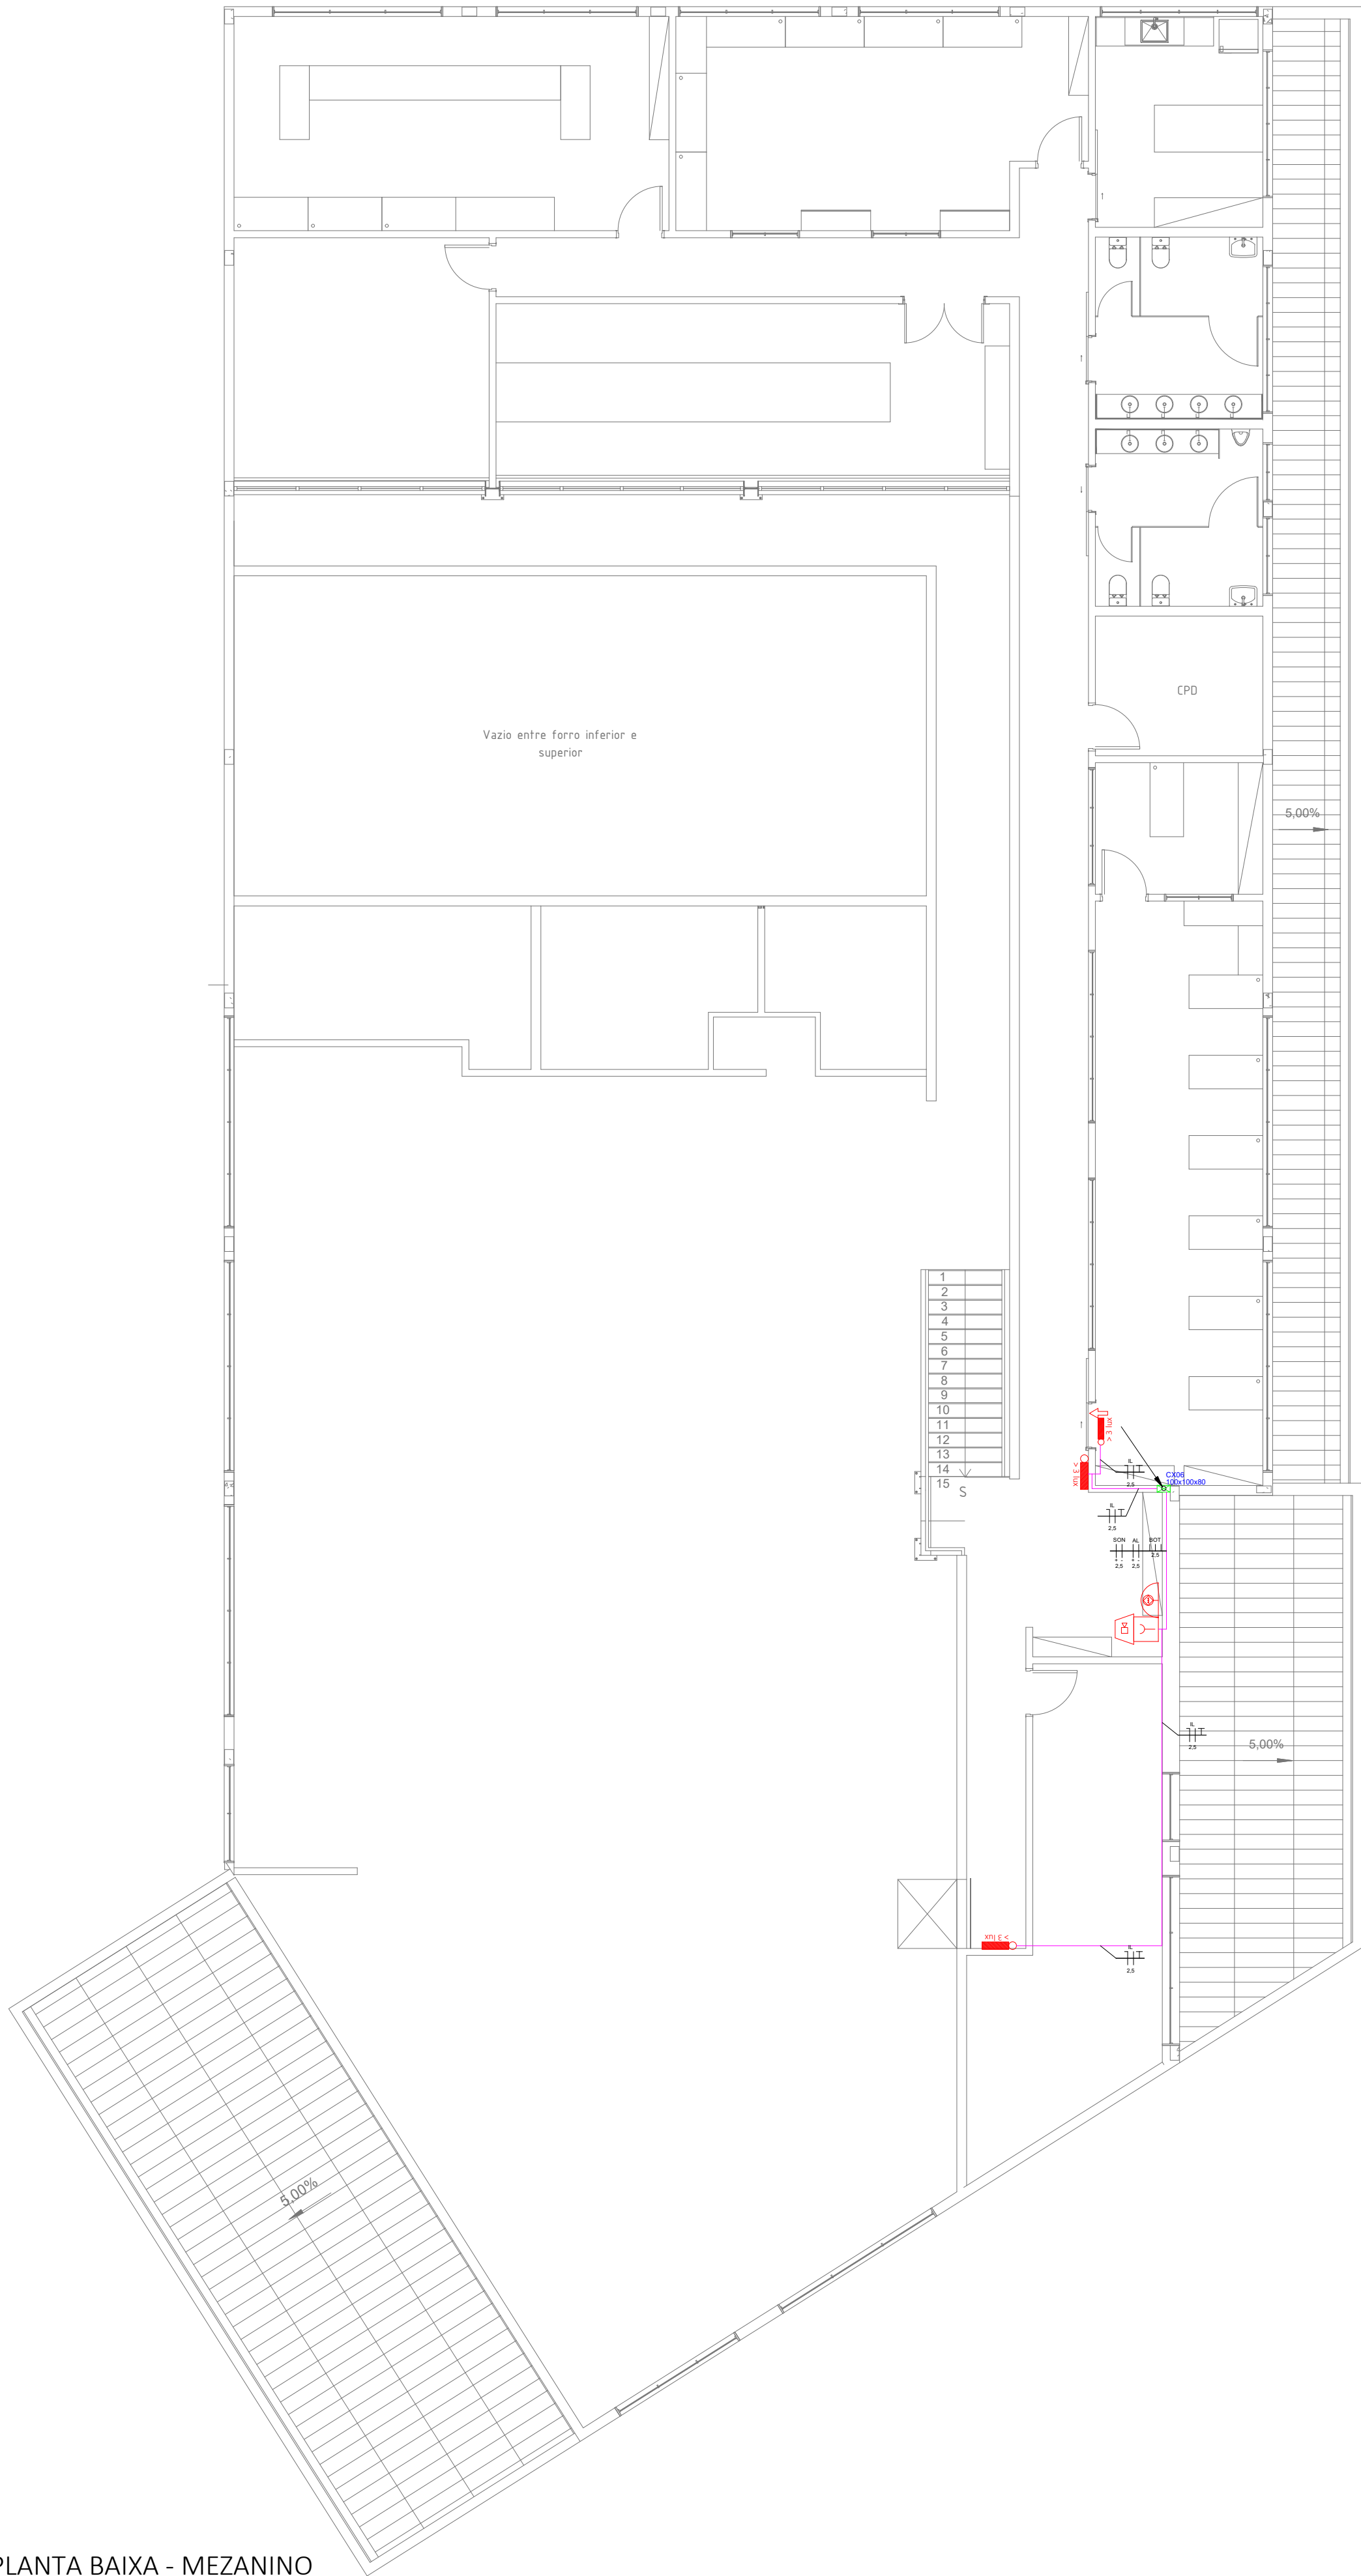 CPD
Vazio entre forro inferior e
superior
5,00%
1
2
3
4
5
6
7
8
9
10
11
12
13
14
15
S
> 3 lux
> 3 lux
IL
2,5
CX06
100x100x80
IL
2,5
SON
+ -
2,5
AL
+ -
2,5
BOT
2,5
IL
2,5
5,00%
> 3 lux
IL
2,5
5,00%
PLANTA BAIXA - MEZANINO